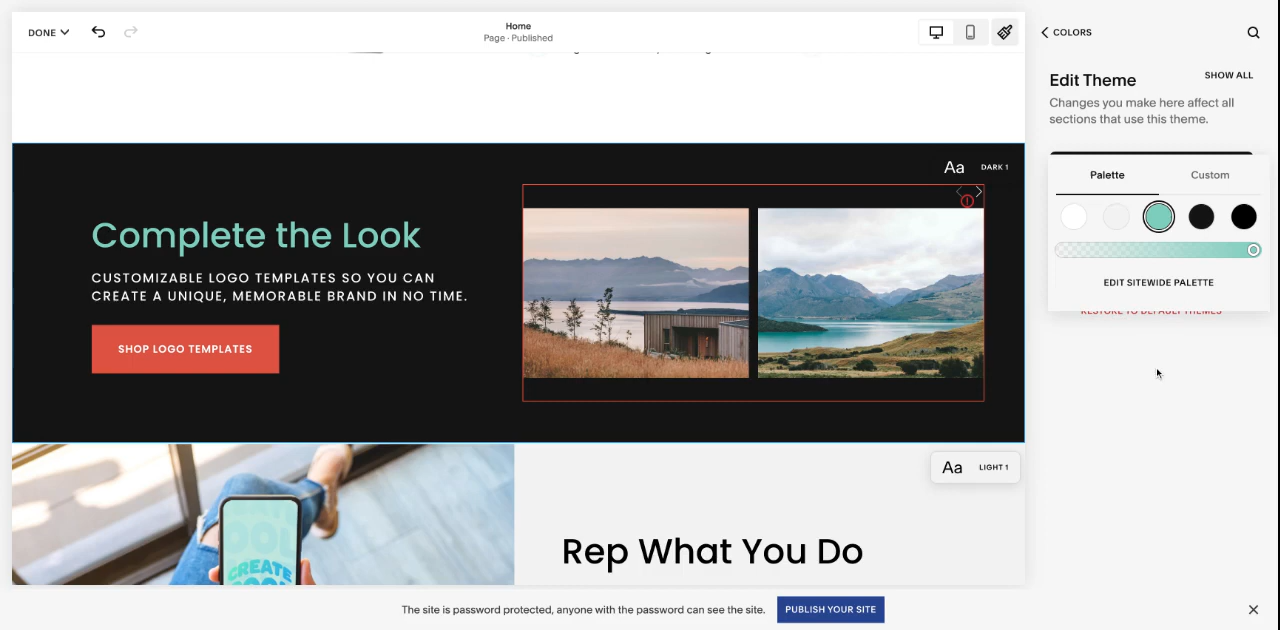 DONE
Home
Page · Published
COLORS
Edit Theme
SHOW ALL
Changes you make here affect all
sections that use this theme.
Palette
Custom
EDIT SITEWIDE PALETTE
RESTORE TO DEFAULT THEMES
Aa DARK 1
Complete the Look
CUSTOMIZABLE LOGO TEMPLATES SO YOU CAN
CREATE A UNIQUE, MEMORABLE BRAND IN NO TIME.
SHOP LOGO TEMPLATES
Aa LIGHT 1
Rep What You Do
CREATE
The site is password protected, anyone with the password can see the site.
PUBLISH YOUR SITE